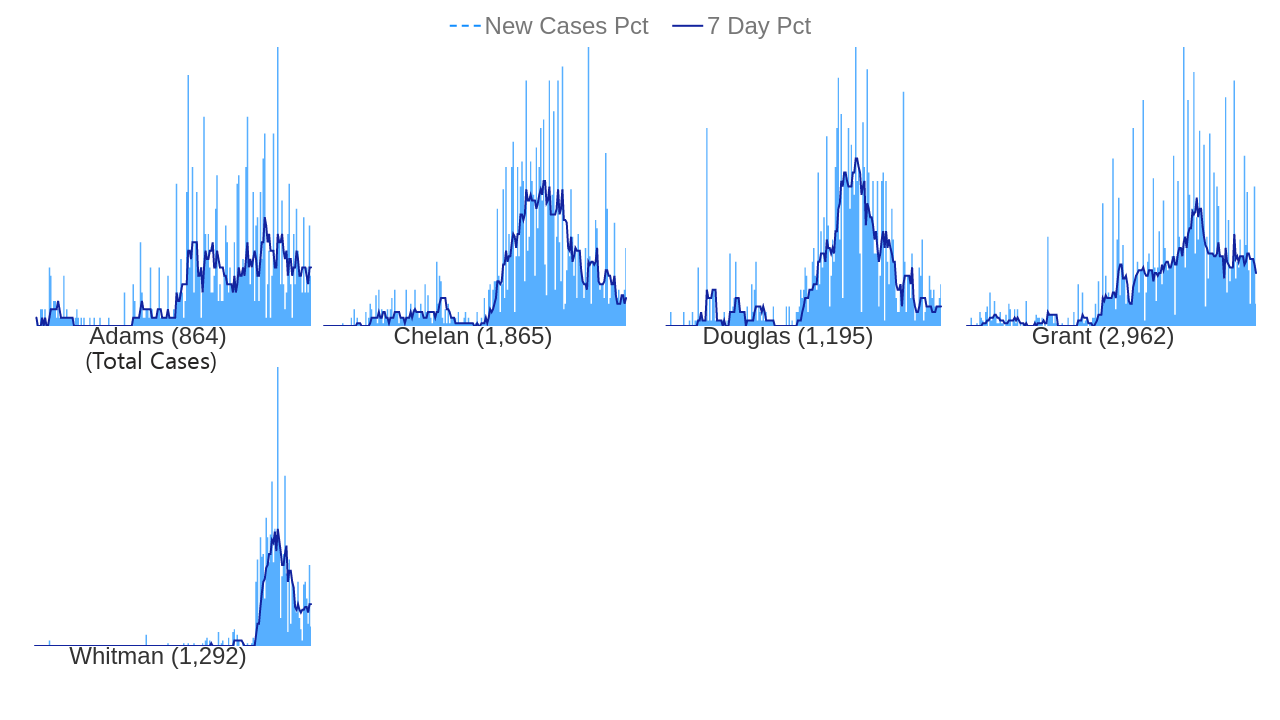 New Cases Pct 7 Day Pct
Adams (864) Chelan (1,865) Douglas (1,195) Grant (2,962)
(Total Cases)
Whitman (1,292)